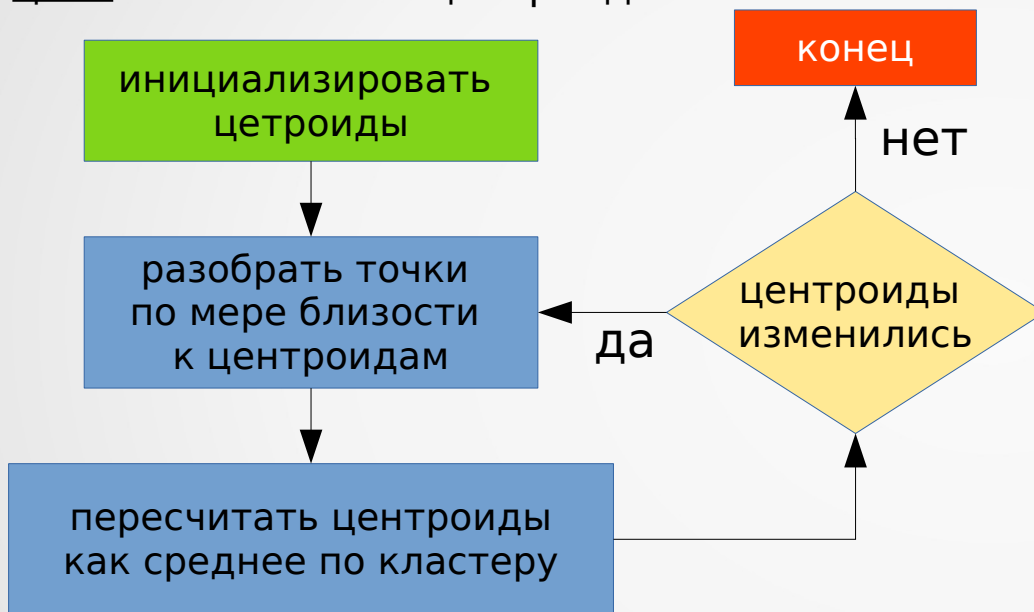 инициализировать
цетроиды
разобрать точки
по мере близости
к центроидам
пересчитать центроиды
как среднее по кластеру
центроиды
изменились
да
нет
конец